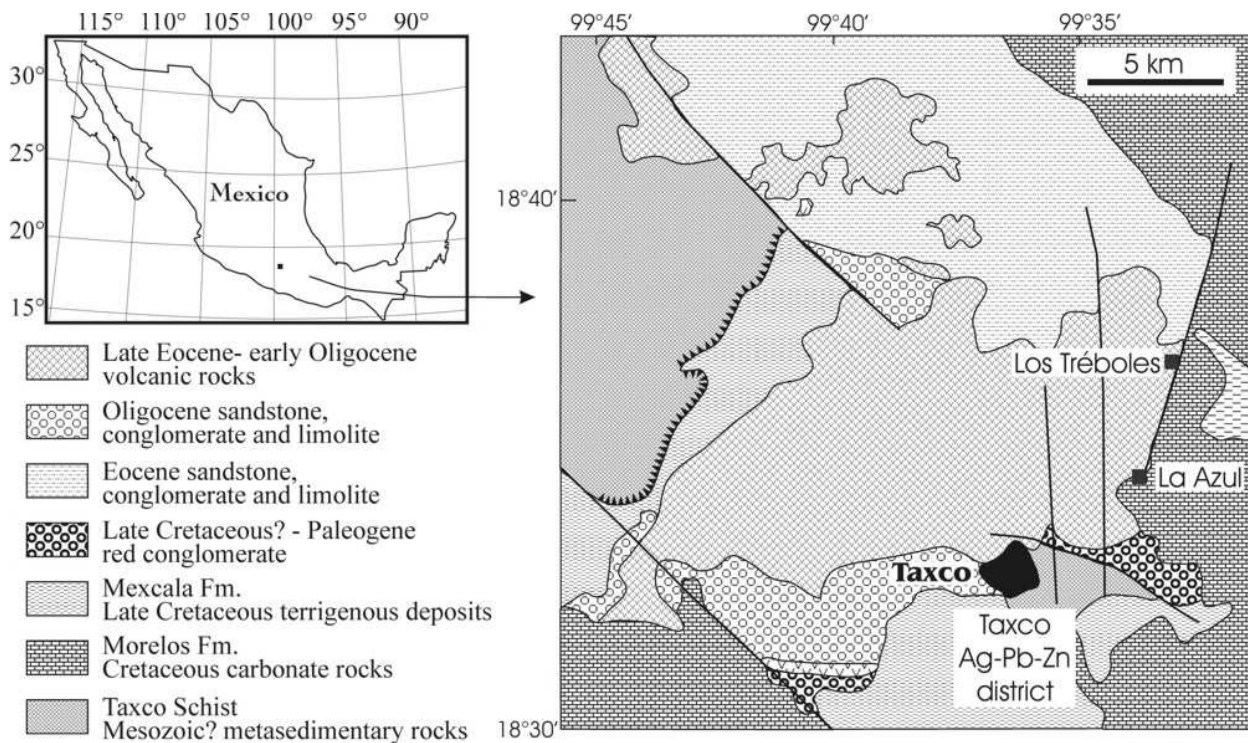 115° 105° 100° 95° 90°
30°
25°
20°
15°
Mexico
Late Eocene- early Oligocene
volcanic rocks
Oligocene sandstone,
conglomerate and limolite
Eocene sandstone,
conglomerate and limolite
Late Cretaceous? - Paleogene
red conglomerate
Mexcala Fm.
Late Cretaceous terrigenous deposits
Morelos Fm.
Cretaceous carbonate rocks
Taxco Schist
Mesozoic? metasedimentary rocks
99°45' 99°40' 99°35'
5 km
18°40'
Los Tréboles
La Azul
Taxco
Taxco
Ag-Pb-Zn
district
18°30'